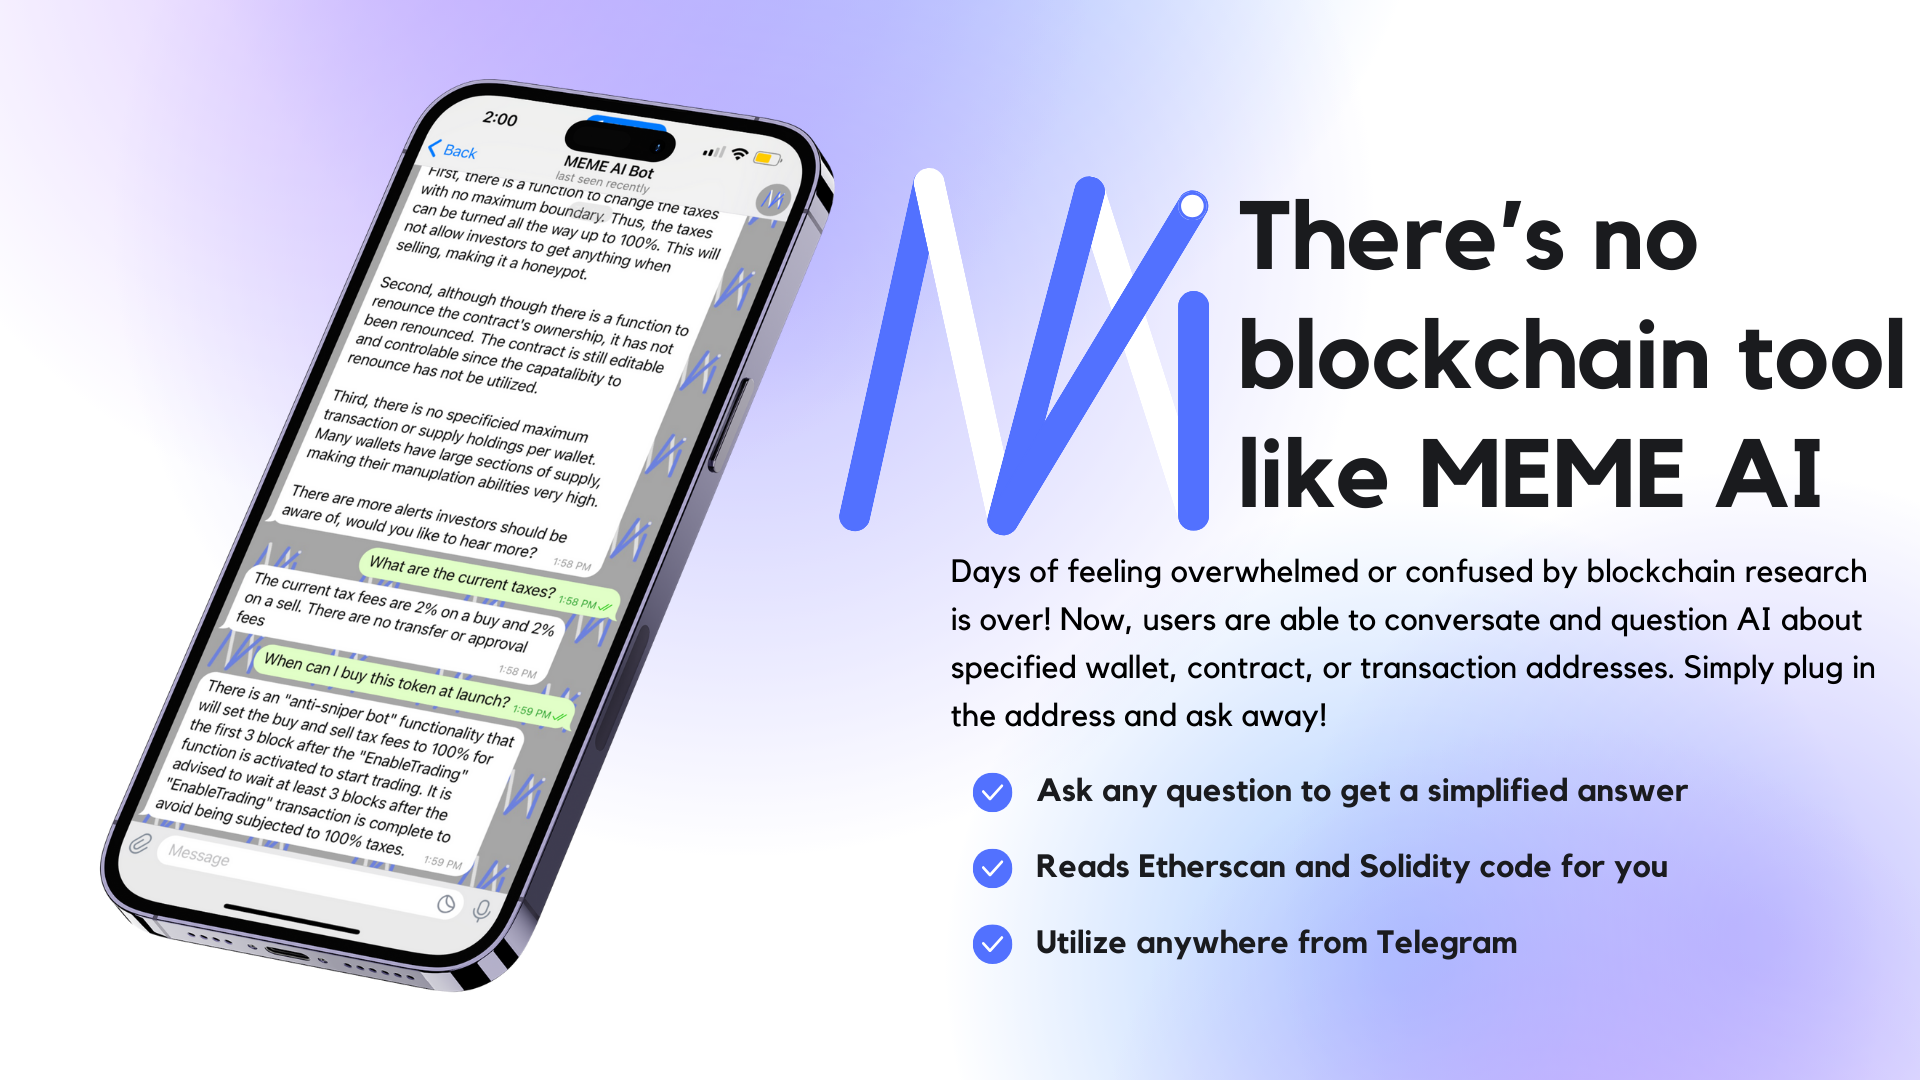 2:00
Back
MEME AI Bot
last seen recently
First, there is a function to change the taxes
with no maximum boundary. Thus, the taxes
can be turned all the way up to 100%. This will
not allow investors to get anything when
selling, making it a honeypot.
Second, although though there is a function to
renounce the contract's ownership, it has not
been renounced. The contract is still editable
and controlable since the capatalibity to
renounce has not be utilized.
Third, there is no specificied maximum
transaction or supply holdings per wallet.
Many wallets have large sections of supply,
making their manuplation abilities very high.
There are more alerts investors should be
aware of, would you like to hear more?
1:58 PM
What are the current taxes? 1:58 PM
The current tax fees are 2% on a buy and 2%
on a sell. There are no transfer or approval
fees
1:58 PM
When can I buy this token at launch? 1:59 PM
There is an "anti-sniper bot" functionality that
will set the buy and sell tax fees to 100% for
the first 3 block after the "EnableTrading"
function is activated to start trading. It is
advised to wait at least 3 blocks after the
"EnableTrading" transaction is complete to
avoid being subjected to 100% taxes.
1:59 PM
Message
There's no
blockchain tool
like MEME AI
Days of feeling overwhelmed or confused by blockchain research
is over! Now, users are able to conversate and question AI about
specified wallet, contract, or transaction addresses. Simply plug in
the address and ask away!
Ask any question to get a simplified answer
Reads Etherscan and Solidity code for you
Utilize anywhere from Telegram